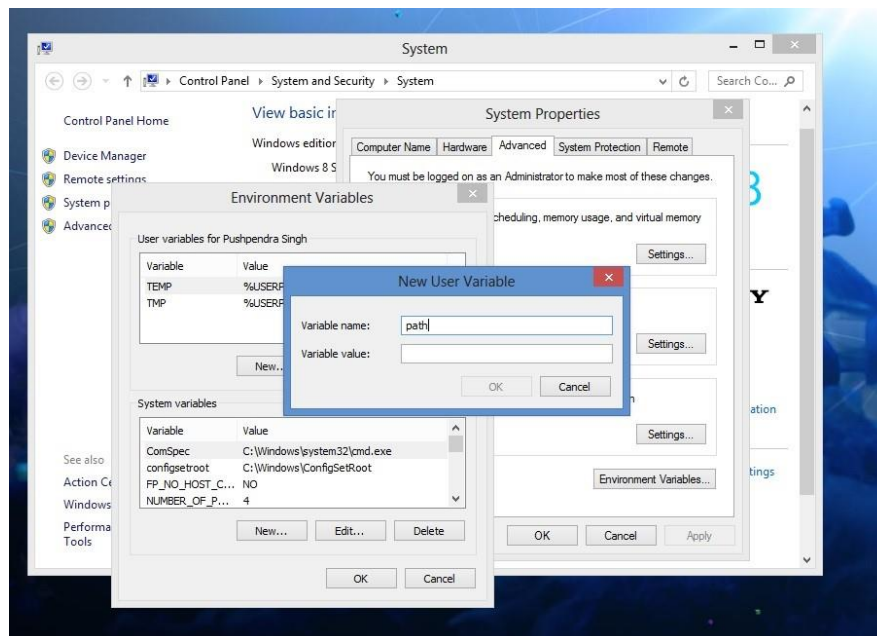 System
Control Panel ▸ System and Security ▸ System
Search Co...
Control Panel Home
Device Manager
Remote settings
System p
Advanced
See also
Action Ce
Windows
Performa
Tools
View basic in
Windows edition
Windows 8 S
8
Y
ation
tings
System Properties
Computer Name
Hardware
Advanced
System Protection
Remote
You must be logged on as an Administrator to make most of these changes.
cheduling, memory usage, and virtual memory
Settings...
Settings...
n
Settings...
Environment Variables...
OK
Cancel
Apply
Environment Variables
User variables for Pushpendra Singh
Variable Value
TEMP %USERP
TMP %USERP
New..
System variables
Variable Value
ComSpec C:\Windows\system32\cmd.exe
configsetroot C:\Windows\ConfigSetRoot
FP_NO_HOST_C... NO
NUMBER_OF_P... 4
New... Edit... Delete
OK Cancel
New User Variable
Variable name: path
Variable value:
OK Cancel